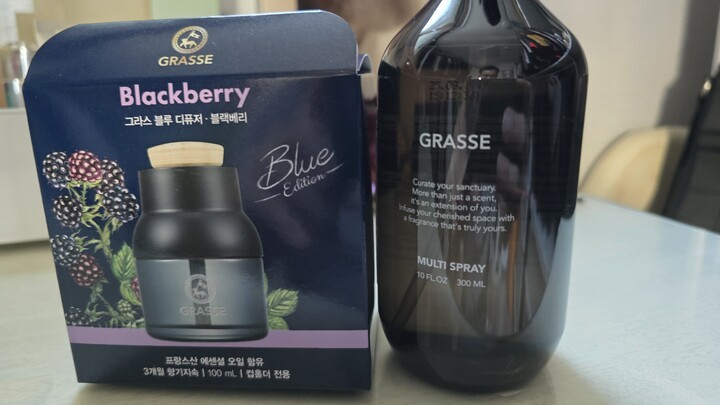 GRASSE
Blackberry
그라스 블루 디퓨저 · 블랙베리
Blue
Edition
GRASSE
프랑스산 에센셜 오일 함유
3개월 향기지속 | 100 mL | 컵홀더 전용
GRASSE
Curate your sanctuary.
More than just a scent,
it's an extension of you.
Infuse your cherished space with
a fragrance that's truly yours.
MULTI SPRAY
10 FL.OZ 300 ML